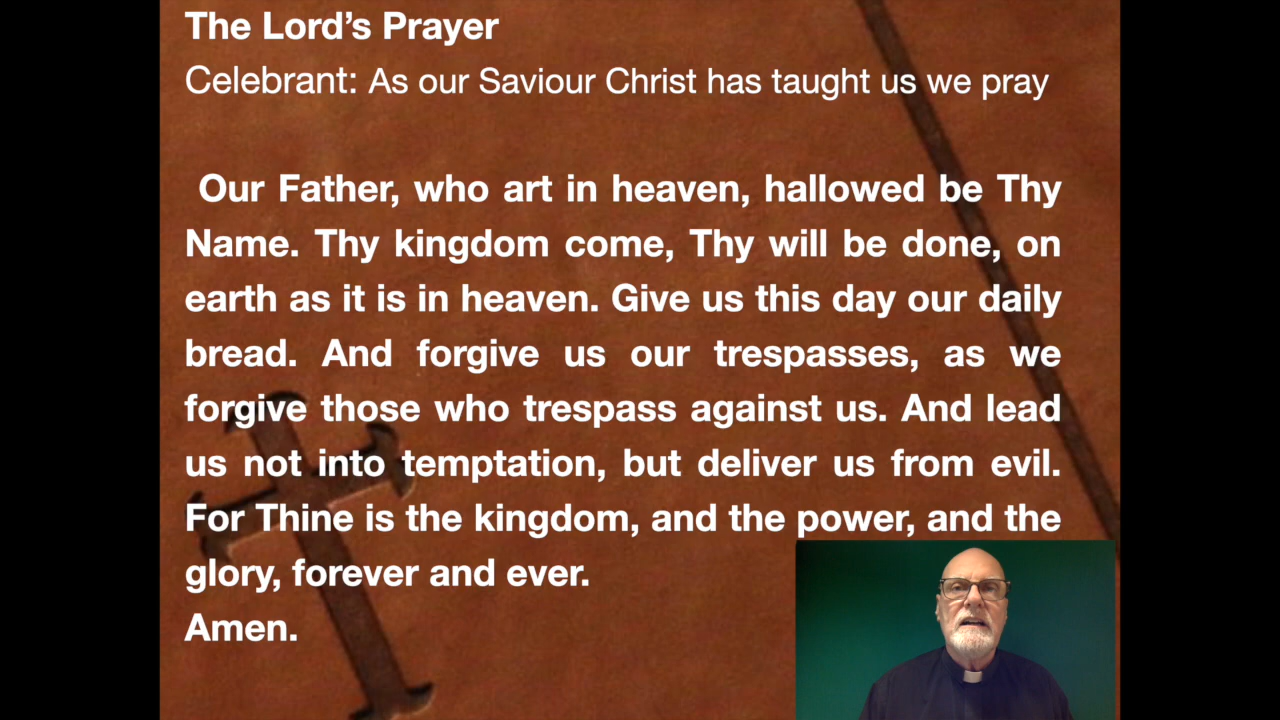 The Lord’s Prayer
Celebrant: As our Saviour Christ has taught us we pray
Our Father, who art in heaven, hallowed be Thy
Name. Thy kingdom come, Thy will be done, on
earth as it is in heaven. Give us this day our daily
bread. And forgive us our trespasses, as we
forgive those who trespass against us. And lead
us not into temptation, but deliver us from evil.
For Thine is the kingdom, and the power, and the
glory, forever and ever.
Amen.